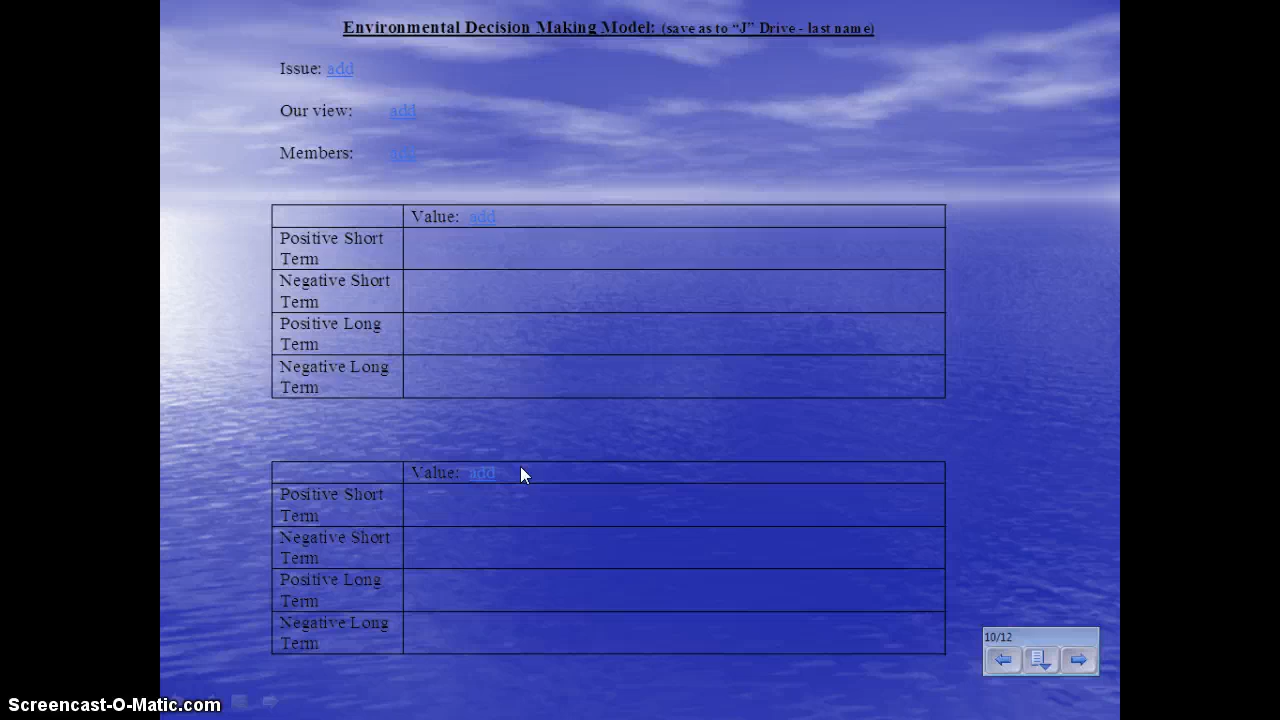 Environmental Decision Making Model: (save as to “J” Drive - last name)
Issue: add
Our view: add
Members: add
Value: add
Positive Short
Term
Negative Short
Term
Positive Long
Term
Negative Long
Term
Value: add
Positive Short
Term
Negative Short
Term
Positive Long
Term
Negative Long
Term
10/12
Screencast-O-Matic.com